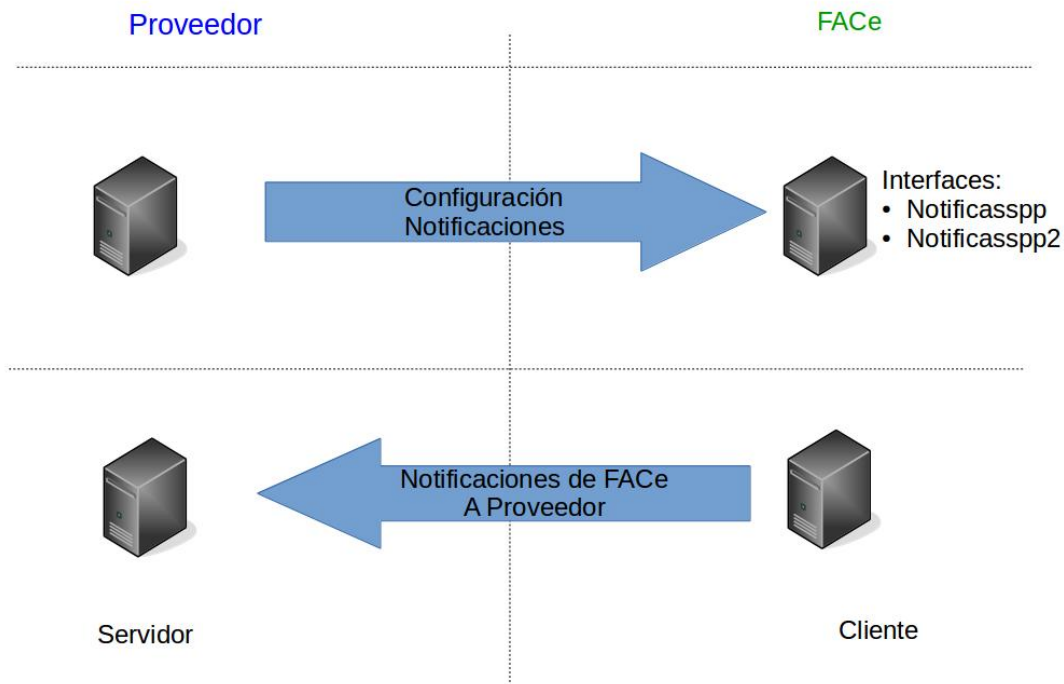 Proveedor
FACe
Configuración
Notificaciones
Interfaces:
• Notificasspp
• Notificasspp2
Notificaciones de FACe
A Proveedor
Servidor
Cliente